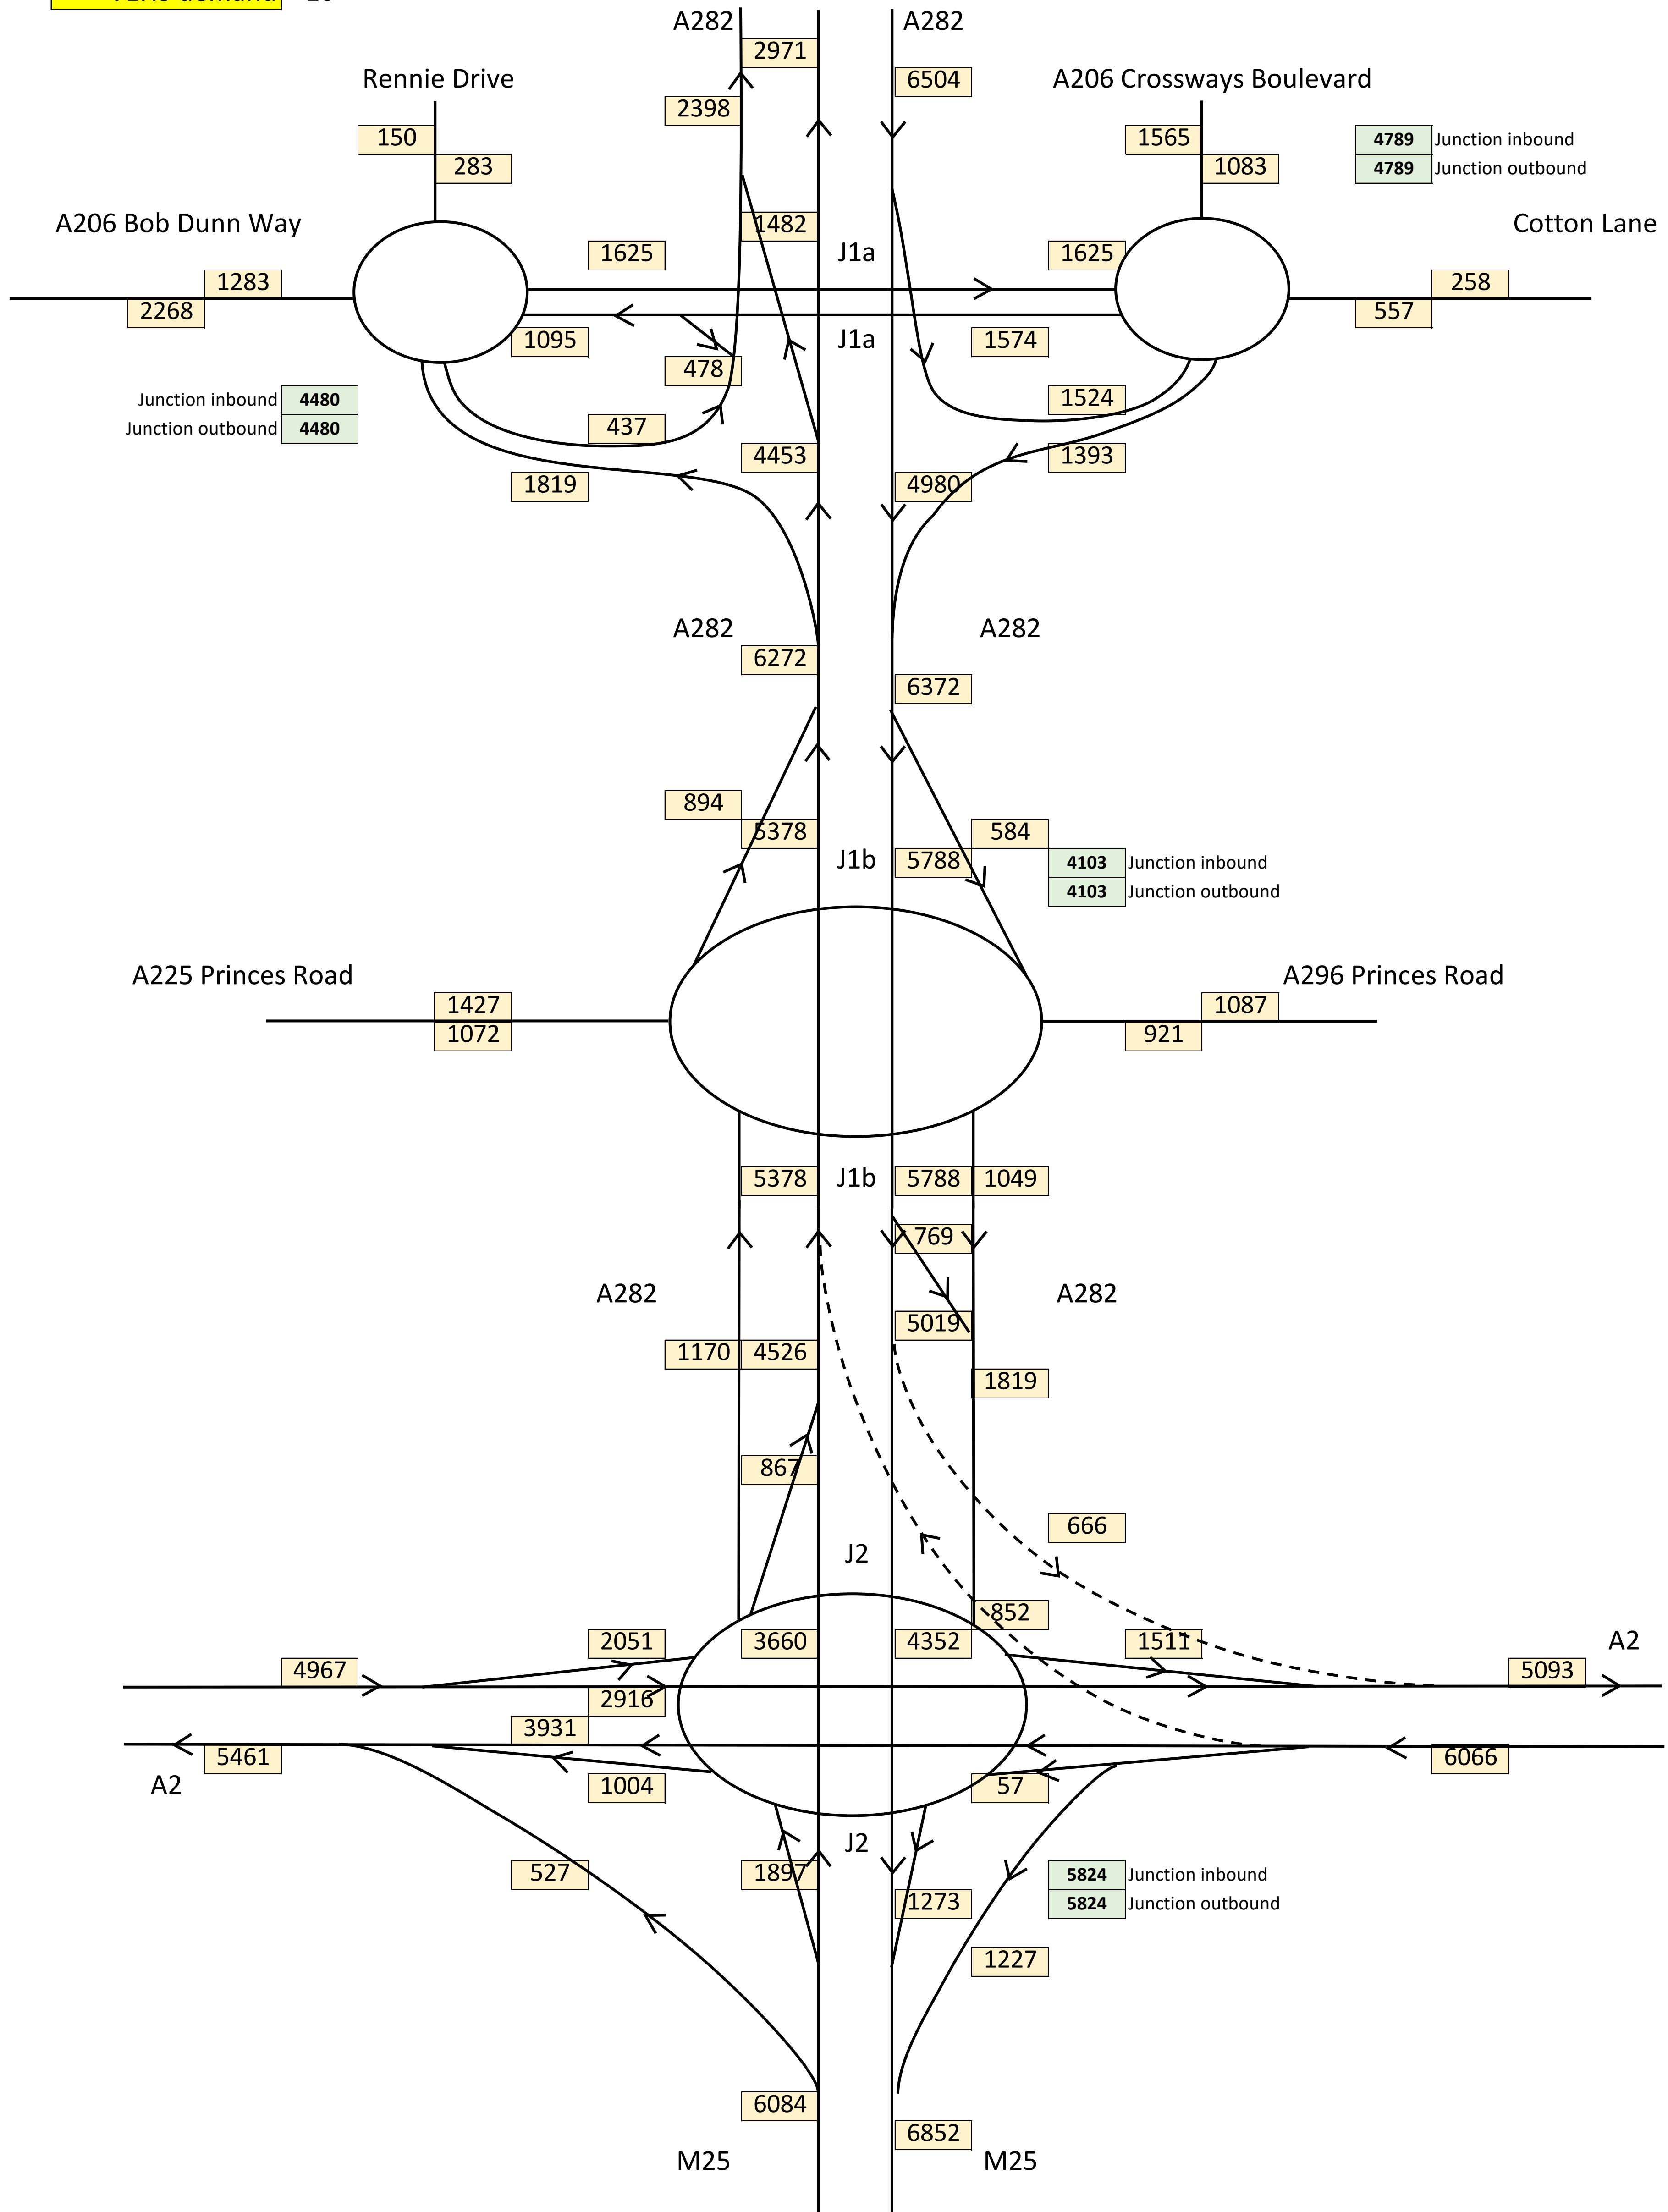 demand
A282
A282
2971
6504
Rennie Drive
A206 Crossways Boulevard
2398
150
1565
4789 Junction inbound
283
1083
4789 Junction outbound
A206 Bob Dunn Way
1482
Cotton Lane
1625
J1a
1625
1283
258
2268
557
1095
J1a
1574
478
Junction inbound 4480
1524
Junction outbound 4480
437
4453
1393
1819
4980
A282
A282
6272
6372
894
5378
584
J1b
5788
4103 Junction inbound
4103 Junction outbound
A225 Princes Road
A296 Princes Road
1427
1087
1072
921
5378
J1b
5788
1049
769
A282
A282
5019
1170
4526
1819
867
666
J2
852
2051
3660
4352
1511
A2
4967
5093
2916
3931
5461
6066
A2
1004
57
J2
527
1897
5824 Junction inbound
1273
5824 Junction outbound
1227
6084
6852
M25
M25